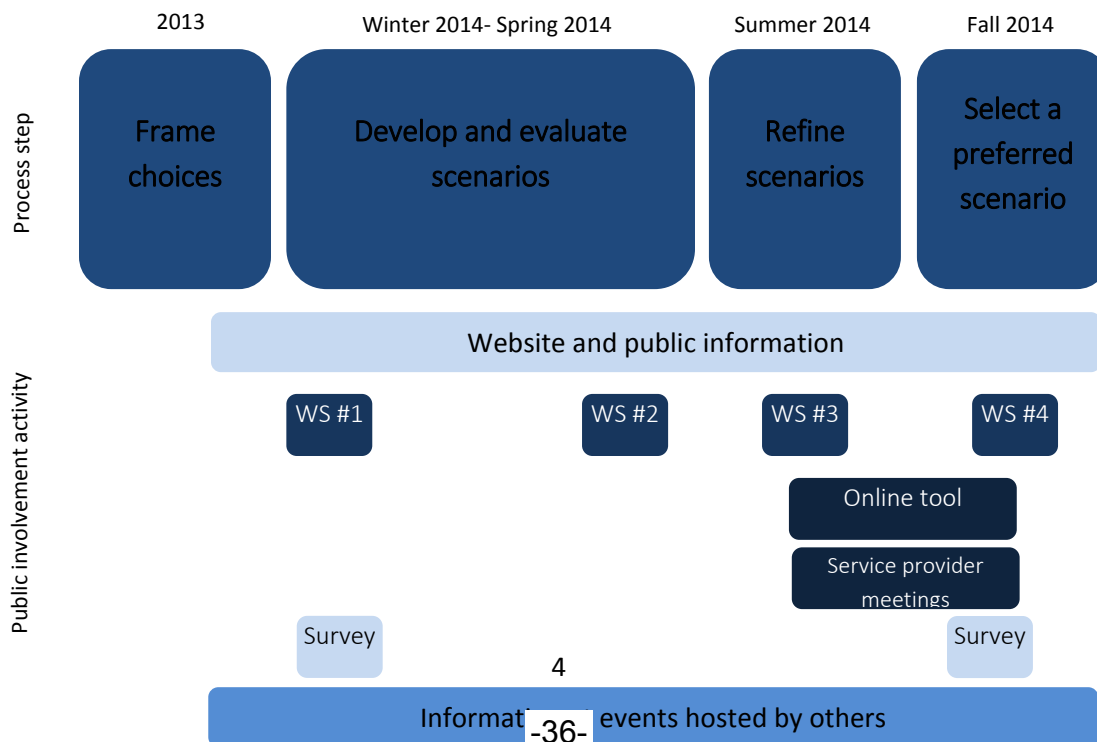 2013
Winter 2014- Spring 2014
Summer 2014
Fall 2014
Process step
Frame
choices
Develop and evaluate
scenarios
Refine
scenarios
Select a
preferred
scenario
Public involvement activity
Website and public information
WS #1
WS #2
WS #3
WS #4
Online tool
Service provider
meetings
Survey
Survey
4
events hosted by others
-36-